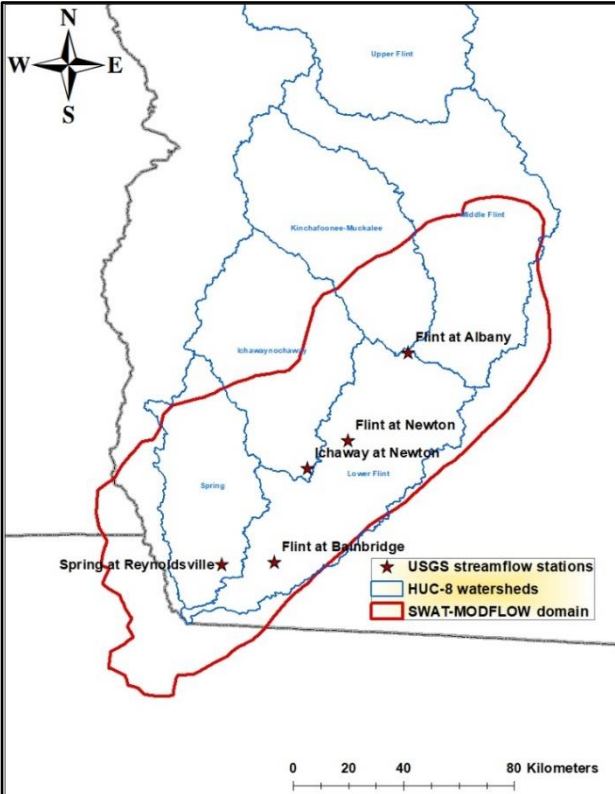 N
W E
S
Upper Flint
Middle Flint
Kinchafoonee-Muckalee
Flint at Albany
Ichawaynochaway
Flint at Newton
Ichaway at Newton
Lower Flint
Spring
Flint at Bainbridge
Spring at Reynoldsville
USGS streamflow stations
HUC-8 watersheds
SWAT-MODFLOW domain
0 20 40 80 Kilometers